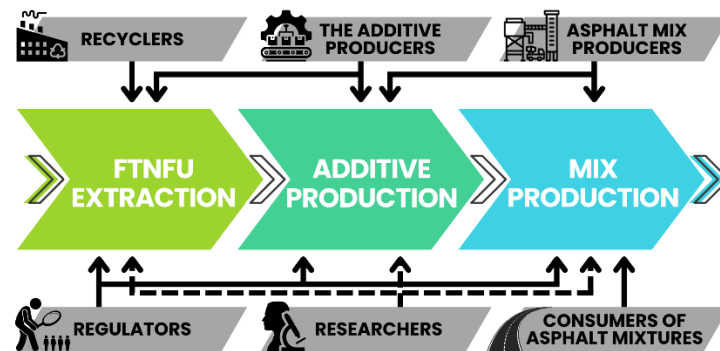 RECYCLERS
THE ADDITIVE
PRODUCERS
ASPHALT MIX
PRODUCERS
FTNFU
EXTRACTION
ADDITIVE
PRODUCTION
MIX
PRODUCTION
REGULATORS
RESEARCHERS
CONSUMERS OF
ASPHALT MIXTURES